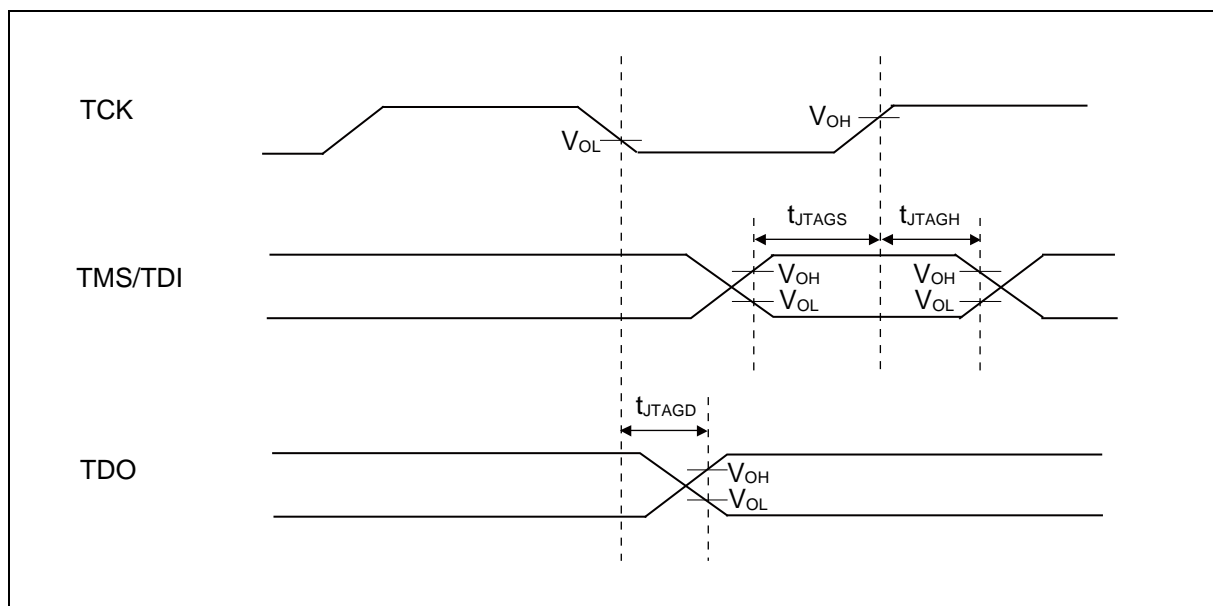 TCK
VOL
VOH
tJTAGS
tJTAGH
TMS/TDI
VOH
VOL
VOH
VOL
tJTAGD
TDO
VOH
VOL